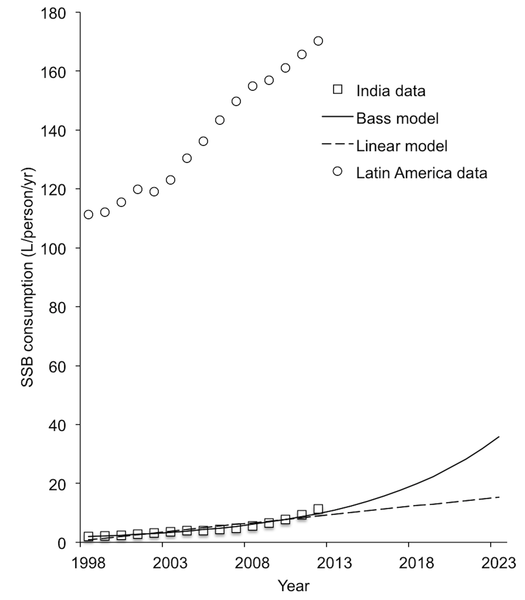 180
160
140
120
100
80
60
40
20
0
SSB consumption (L/person/yr)
India data
Bass model
Linear model
Latin America data
1998 2003 2008 2013 2018 2023
Year